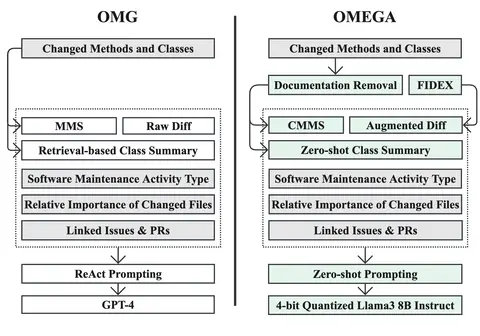 OMG
Changed Methods and Classes
MMS
Raw Diff
Retrieval-based Class Summary
Software Maintenance Activity Type
Relative Importance of Changed Files
Linked Issues & PRs
ReAct Prompting
GPT-4
OMEGA
Changed Methods and Classes
Documentation Removal
FIDEX
CMMS
Augmented Diff
Zero-shot Class Summary
Software Maintenance Activity Type
Relative Importance of Changed Files
Linked Issues & PRs
Zero-shot Prompting
4-bit Quantized Llama3 8B Instruct